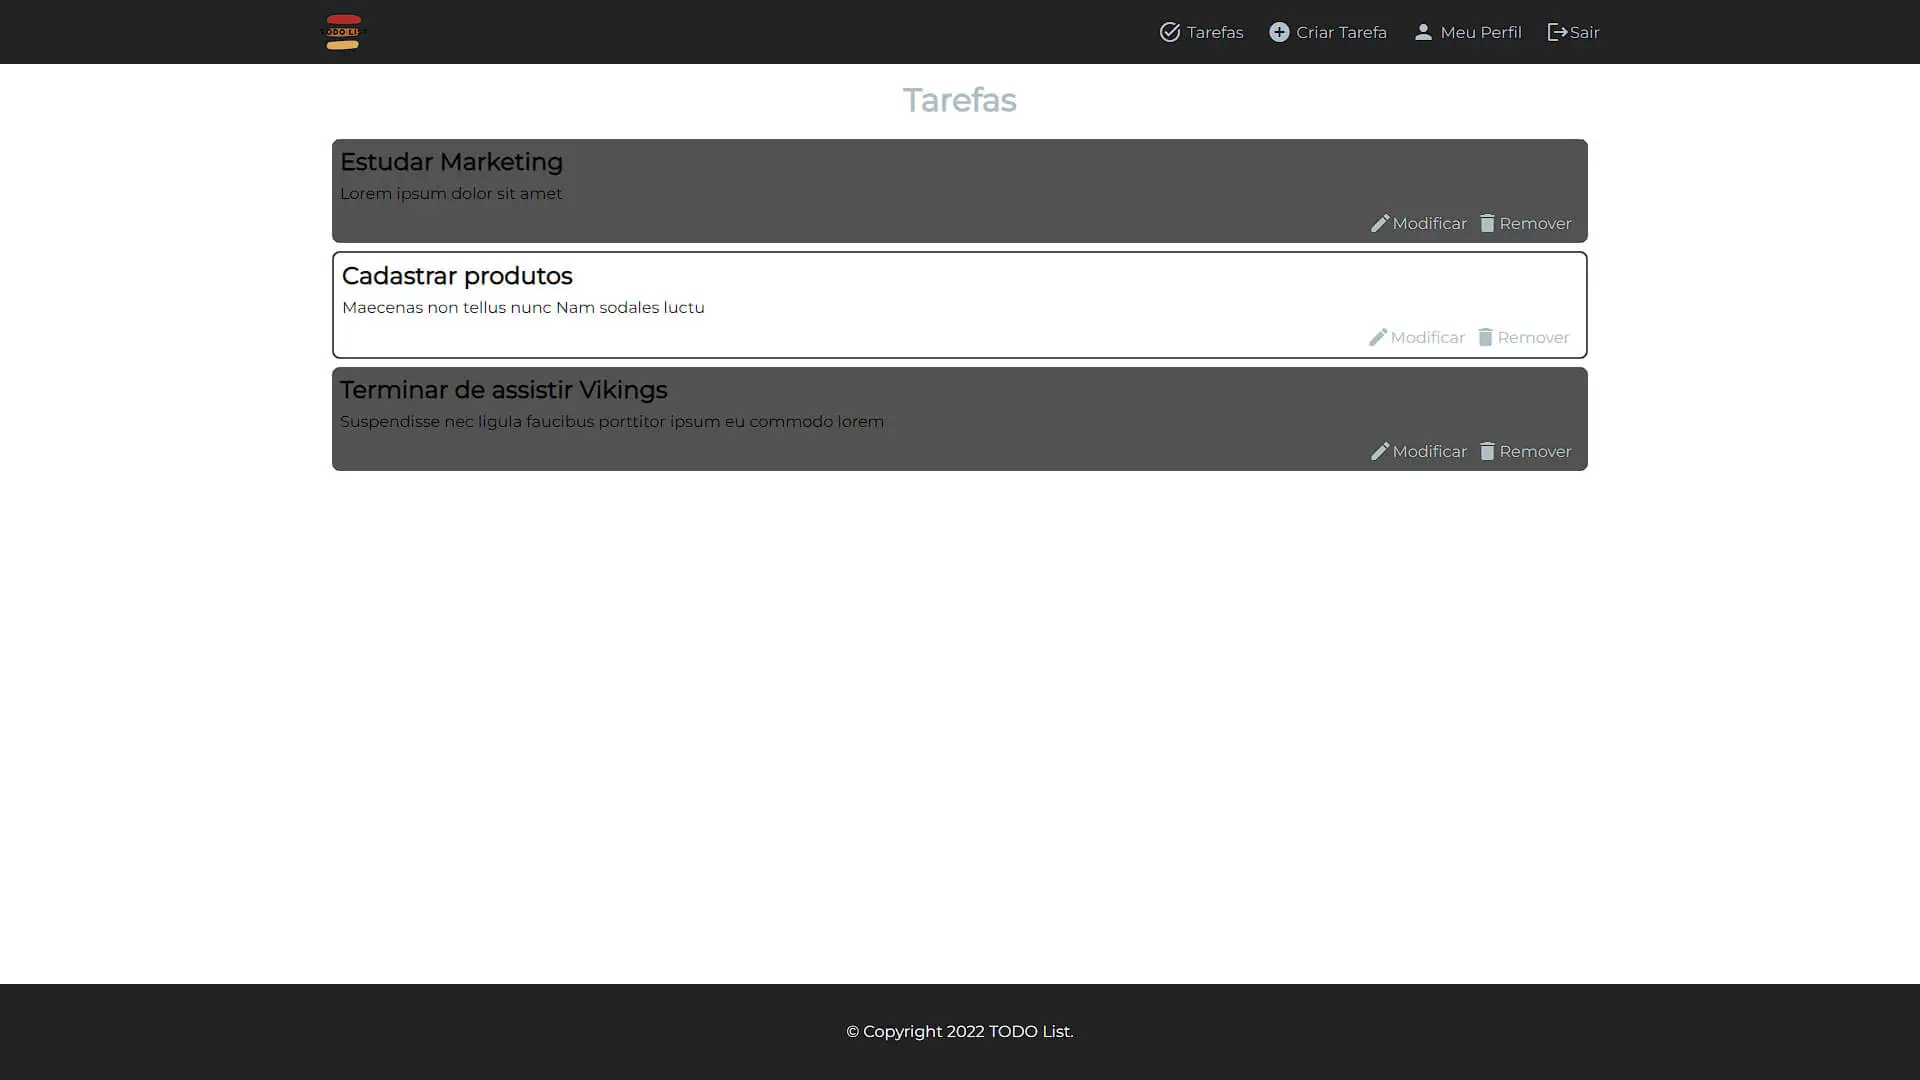 TODO LIST
Tarefas
Criar Tarefa
Meu Perfil
Sair
Tarefas
Estudar Marketing
Lorem ipsum dolor sit amet
Modificar
Remover
Cadastrar produtos
Maecenas non tellus nunc Nam sodales luctu
Modificar
Remover
Terminar de assistir Vikings
Suspendisse nec ligula faucibus porttitor ipsum eu commodo lorem
Modificar
Remover
© Copyright 2022 TODO List.